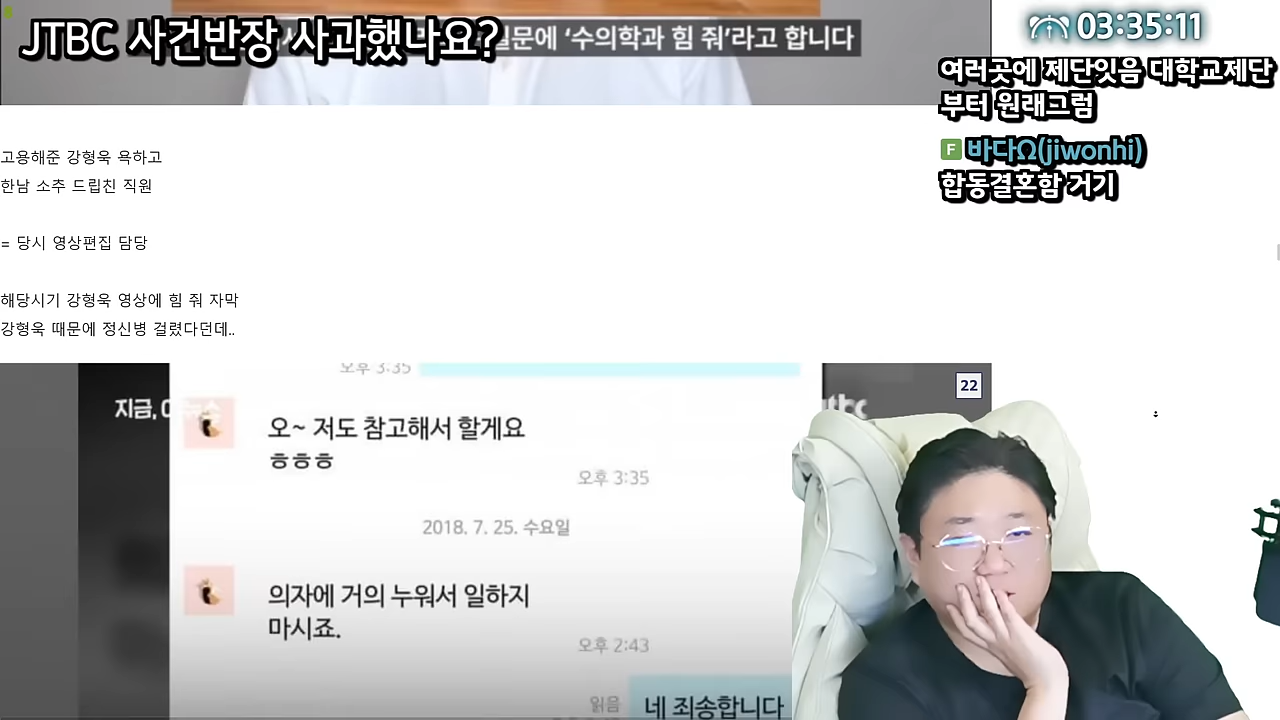 JTBC 사건반장 사과했나요?
질문에 ‘수의학과 힘 줘’라고 합니다
03:35:11
여러곳에 제단잇음 대학교제단
부터 원래그럼
F 바다Ω(jiwonhi)
합동결혼함 거기
고용해준 강형욱 욕하고
한남 소추 드립친 직원
= 당시 영상편집 담당
해당시기 강형욱 영상에 힘 줘 자막
강형욱 때문에 정신병 걸렸다던데..
오후 3:35
지금,
jtbc
22
오~ 저도 참고해서 할게요
ㅎㅎㅎ
오후 3:35
2018. 7. 25. 수요일
의자에 거의 누워서 일하지
마시죠.
오후 2:43
읽음
네 죄송합니다